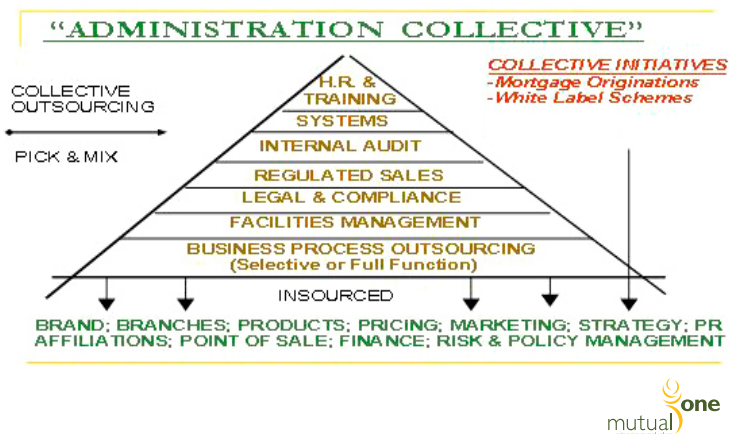 “ADMINISTRATION COLLECTIVE”
COLLECTIVE INITIATIVES
-Mortgage Originations
-White Label Schemes
COLLECTIVE
OUTSOURCING
PICK & MIX
H.R. &
TRAINING
SYSTEMS
INTERNAL AUDIT
REGULATED SALES
LEGAL & COMPLIANCE
FACILITIES MANAGEMENT
BUSINESS PROCESS OUTSOURCING
(Selective or Full Function)
INSOURCED
BRAND; BRANCHES; PRODUCTS; PRICING; MARKETING; STRATEGY; PR
AFFILIATIONS; POINT OF SALE; FINANCE; RISK & POLICY MANAGEMENT
mutual one